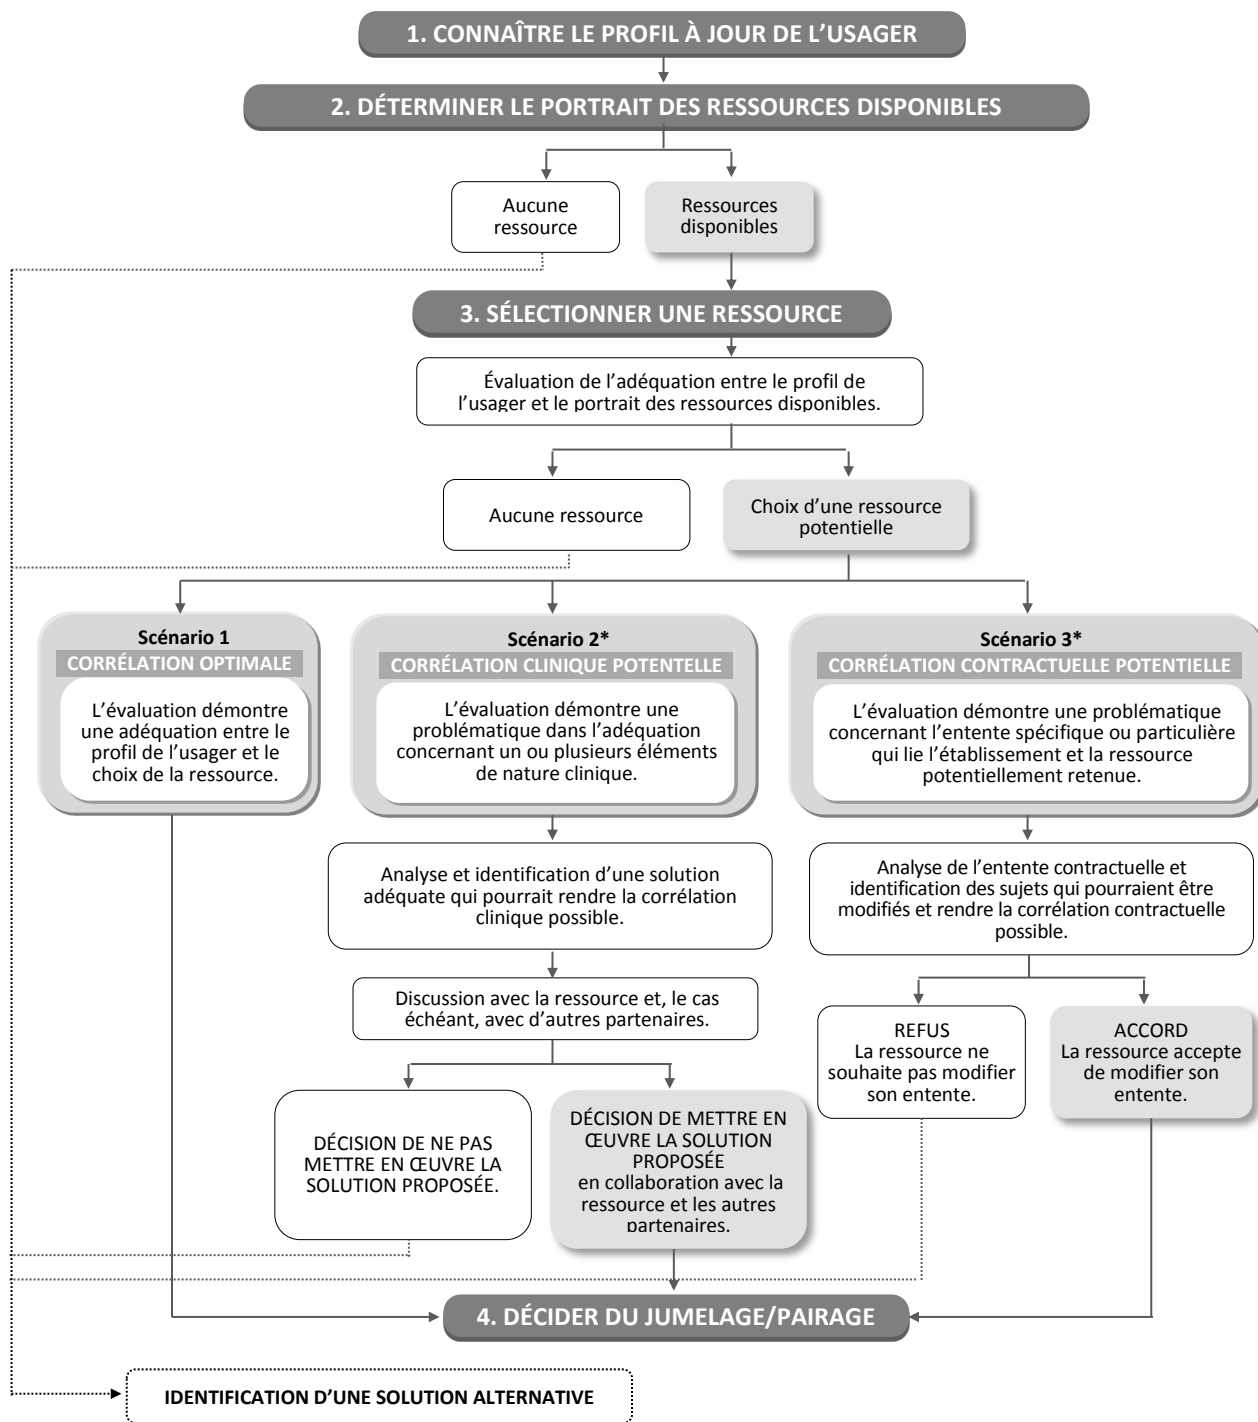 1. CONNAÎTRE LE PROFIL À JOUR DE L’USAGER
2. DÉTERMINER LE PORTRAIT DES RESSOURCES DISPONIBLES
Aucune
ressource
Ressources
disponibles
3. SÉLECTIONNER UNE RESSOURCE
Évaluation de l’adéquation entre le profil de
l’usager et le portrait des ressources disponibles.
Aucune ressource
Choix d’une ressource
potentielle
Scénario 1
CORRÉLATION OPTIMALE
L’évaluation démontre
une adéquation entre le
profil de l’usager et le
choix de la ressource.
Scénario 2*
CORRÉLATION CLINIQUE POTENTELLE
L’évaluation démontre une
problématique dans l’adéquation
concernant un ou plusieurs éléments
de nature clinique.
Scénario 3*
CORRÉLATION CONTRACTUELLE POTENTIELLE
L’évaluation démontre une problématique
concernant l’entente spécifique ou particulière
qui lie l’établissement et la ressource
potentiellement retenue.
Analyse et identification d’une solution
adéquate qui pourrait rendre la corrélation
clinique possible.
Analyse de l’entente contractuelle et
identification des sujets qui pourraient être
modifiés et rendre la corrélation contractuelle
possible.
Discussion avec la ressource et, le cas
échéant, avec d’autres partenaires.
REFUS
La ressource ne
souhaite pas modifier
son entente.
ACCORD
La ressource accepte
de modifier son
entente.
DÉCISION DE NE PAS
METTRE EN ŒUVRE LA
SOLUTION PROPOSÉE.
DÉCISION DE METTRE EN
ŒUVRE LA SOLUTION
PROPOSÉE
en collaboration avec la
ressource et les autres
partenaires.
4. DÉCIDER DU JUMELAGE/PAIRAGE
IDENTIFICATION D’UNE SOLUTION ALTERNATIVE